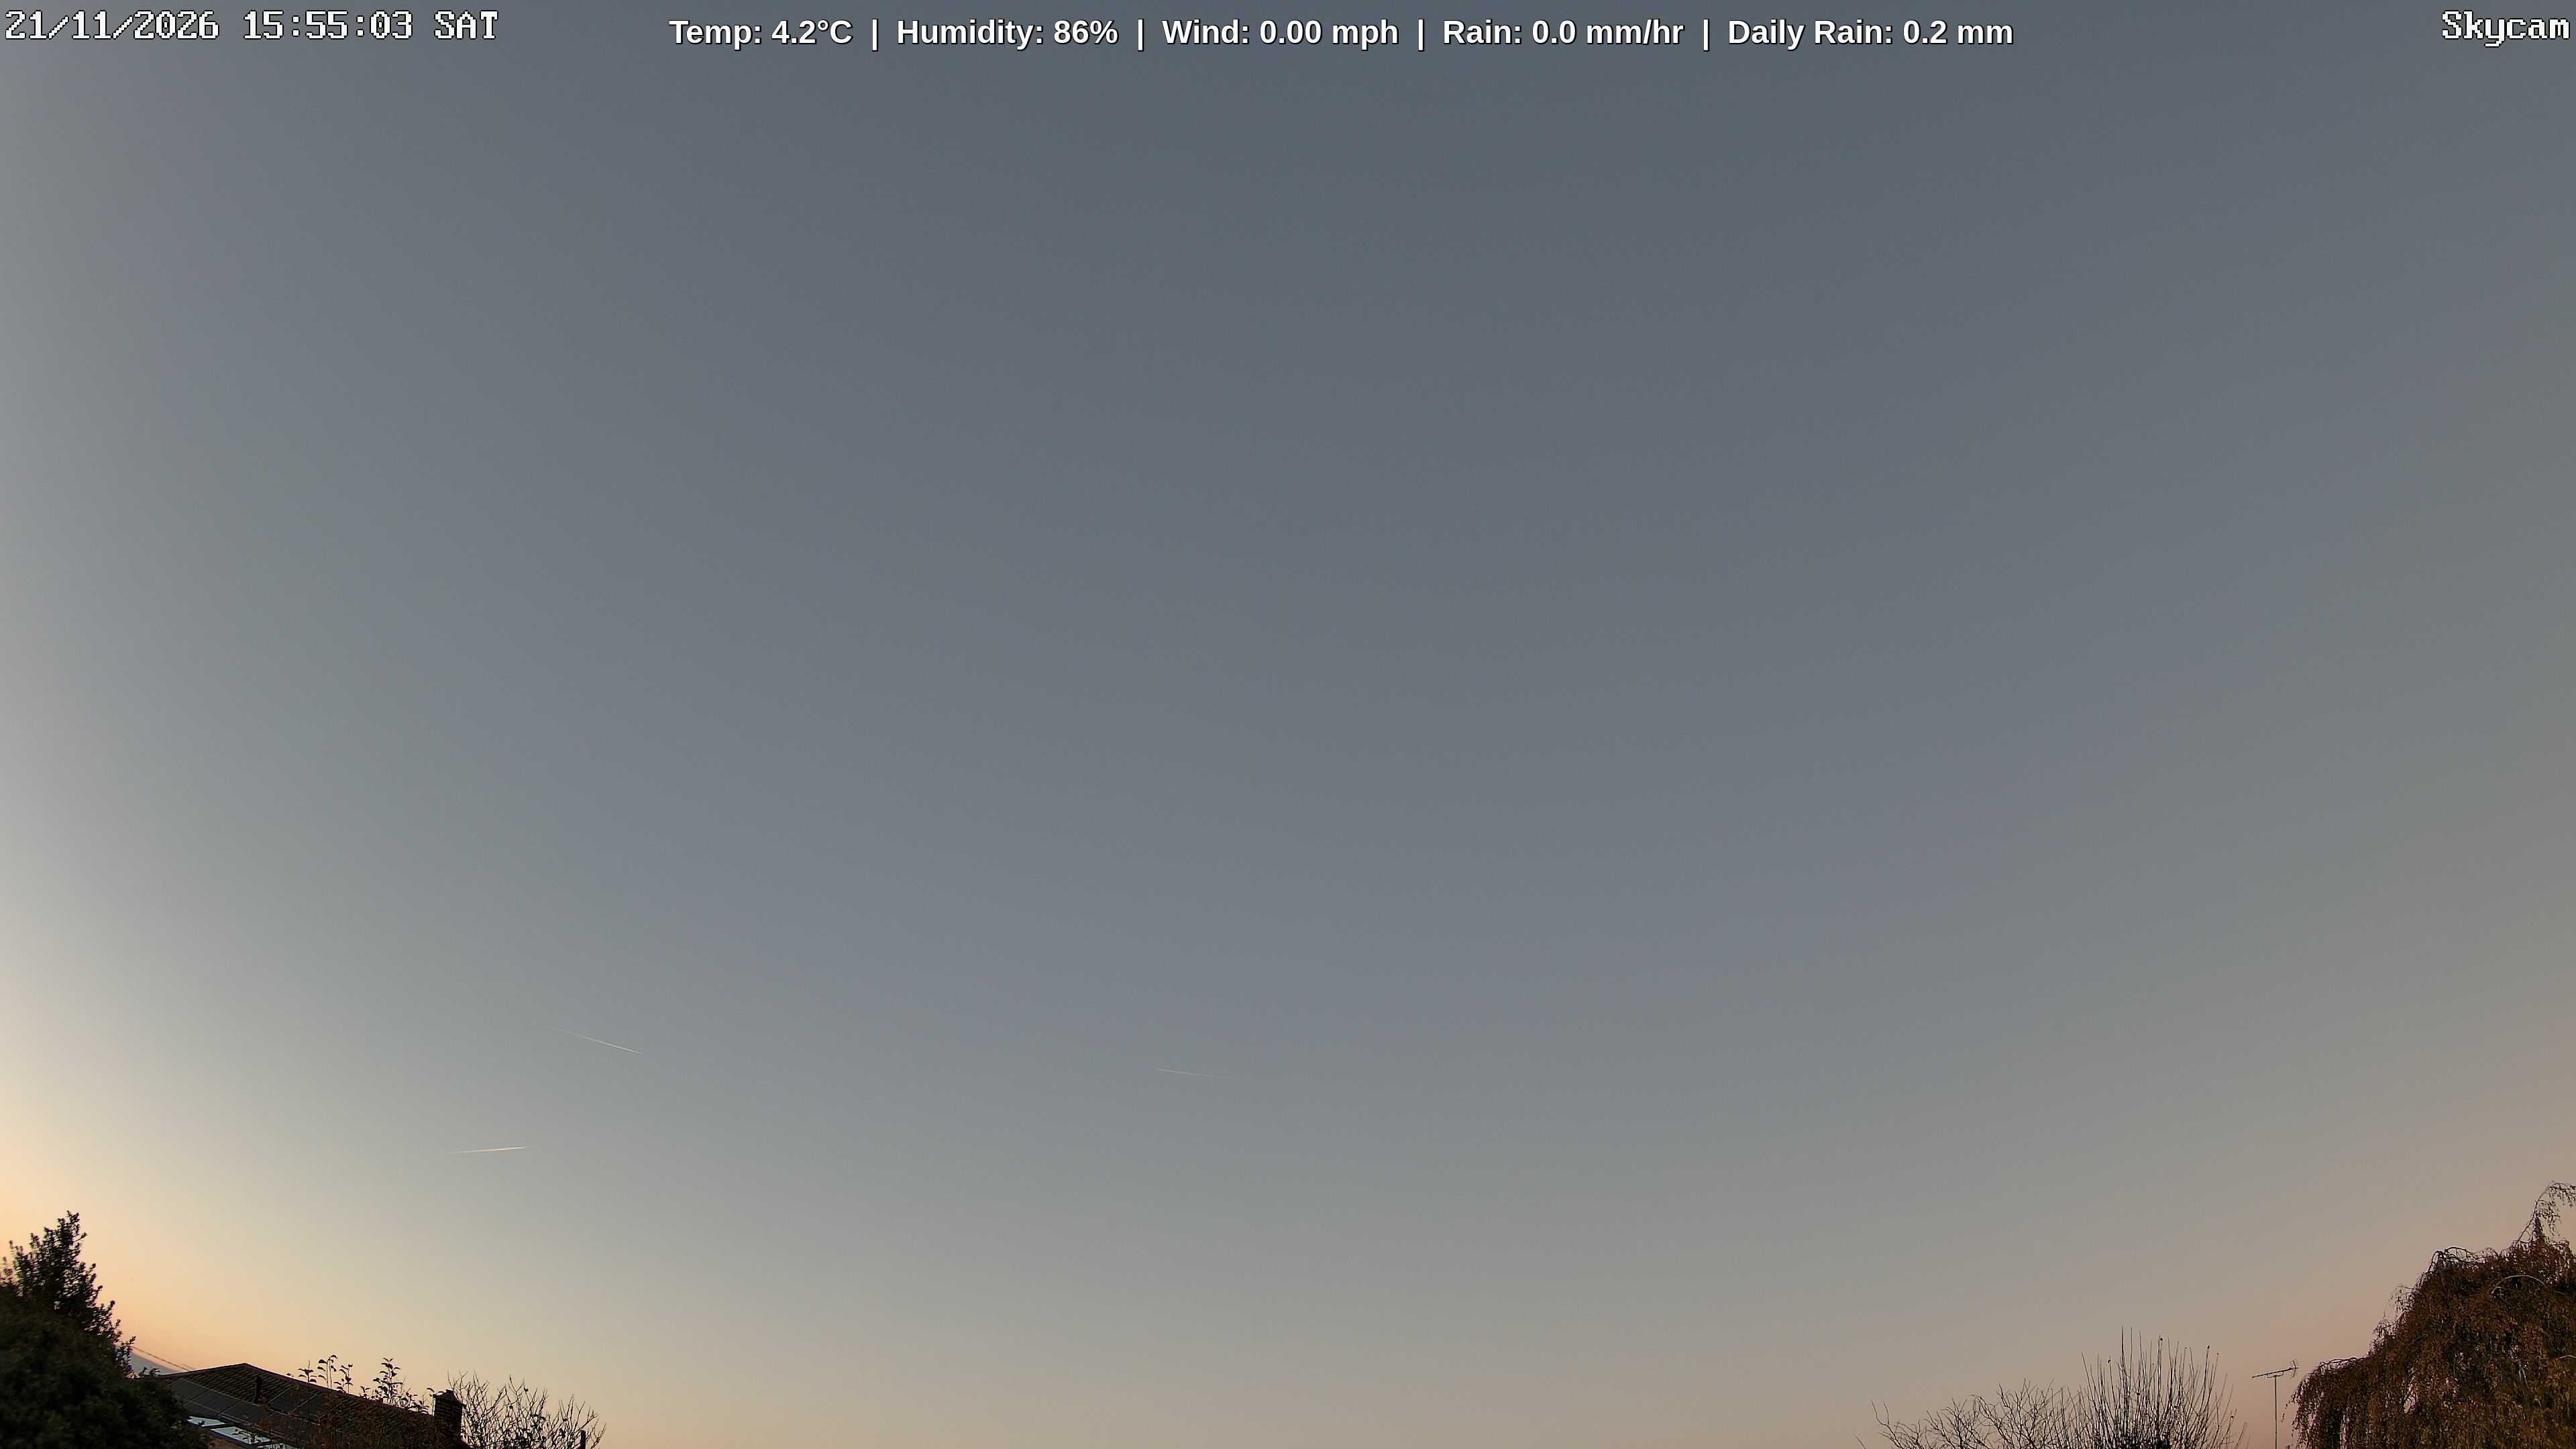 21/11/2026 15:55:03 SAT
Temp: 4.2°C | Humidity: 86% | Wind: 0.00 mph | Rain: 0.0 mm/hr | Daily Rain: 0.2 mm
Skycam